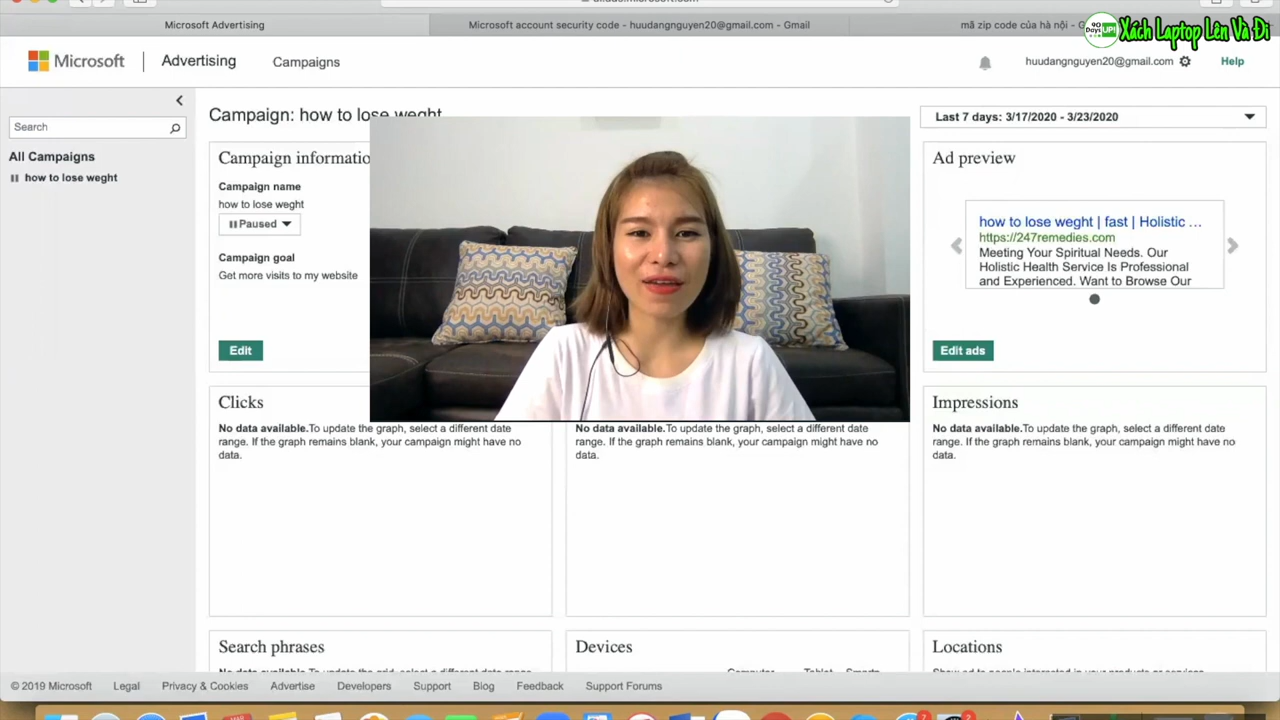 Microsoft Advertising
Microsoft account security code - huudangnguyen20@gmail.com - Gmail
mã zip code của hà nội - G
90 Days UP!
Xách Laptop Lên Và Đi
Microsoft
Advertising
Campaigns
huudangnguyen20@gmail.com
Help
Search
All Campaigns
how to lose weght
Campaign: how to lose weght
Last 7 days: 3/17/2020 - 3/23/2020
Campaign informatio
Campaign name
how to lose weght
Paused
Campaign goal
Get more visits to my website
Edit
Ad preview
how to lose weght | fast | Holistic ...
https://247remedies.com
Meeting Your Spiritual Needs. Our
Holistic Health Service Is Professional
and Experienced. Want to Browse Our
Edit ads
Clicks
No data available.To update the graph, select a different date
range. If the graph remains blank, your campaign might have no
data.
No data available.To update the graph, select a different date
range. If the graph remains blank, your campaign might have no
data.
Impressions
No data available.To update the graph, select a different date
range. If the graph remains blank, your campaign might have no
data.
Search phrases
Devices
Computer Tablet
Locations
© 2019 Microsoft
Legal
Privacy & Cookies
Advertise
Developers
Support
Blog
Feedback
Support Forums